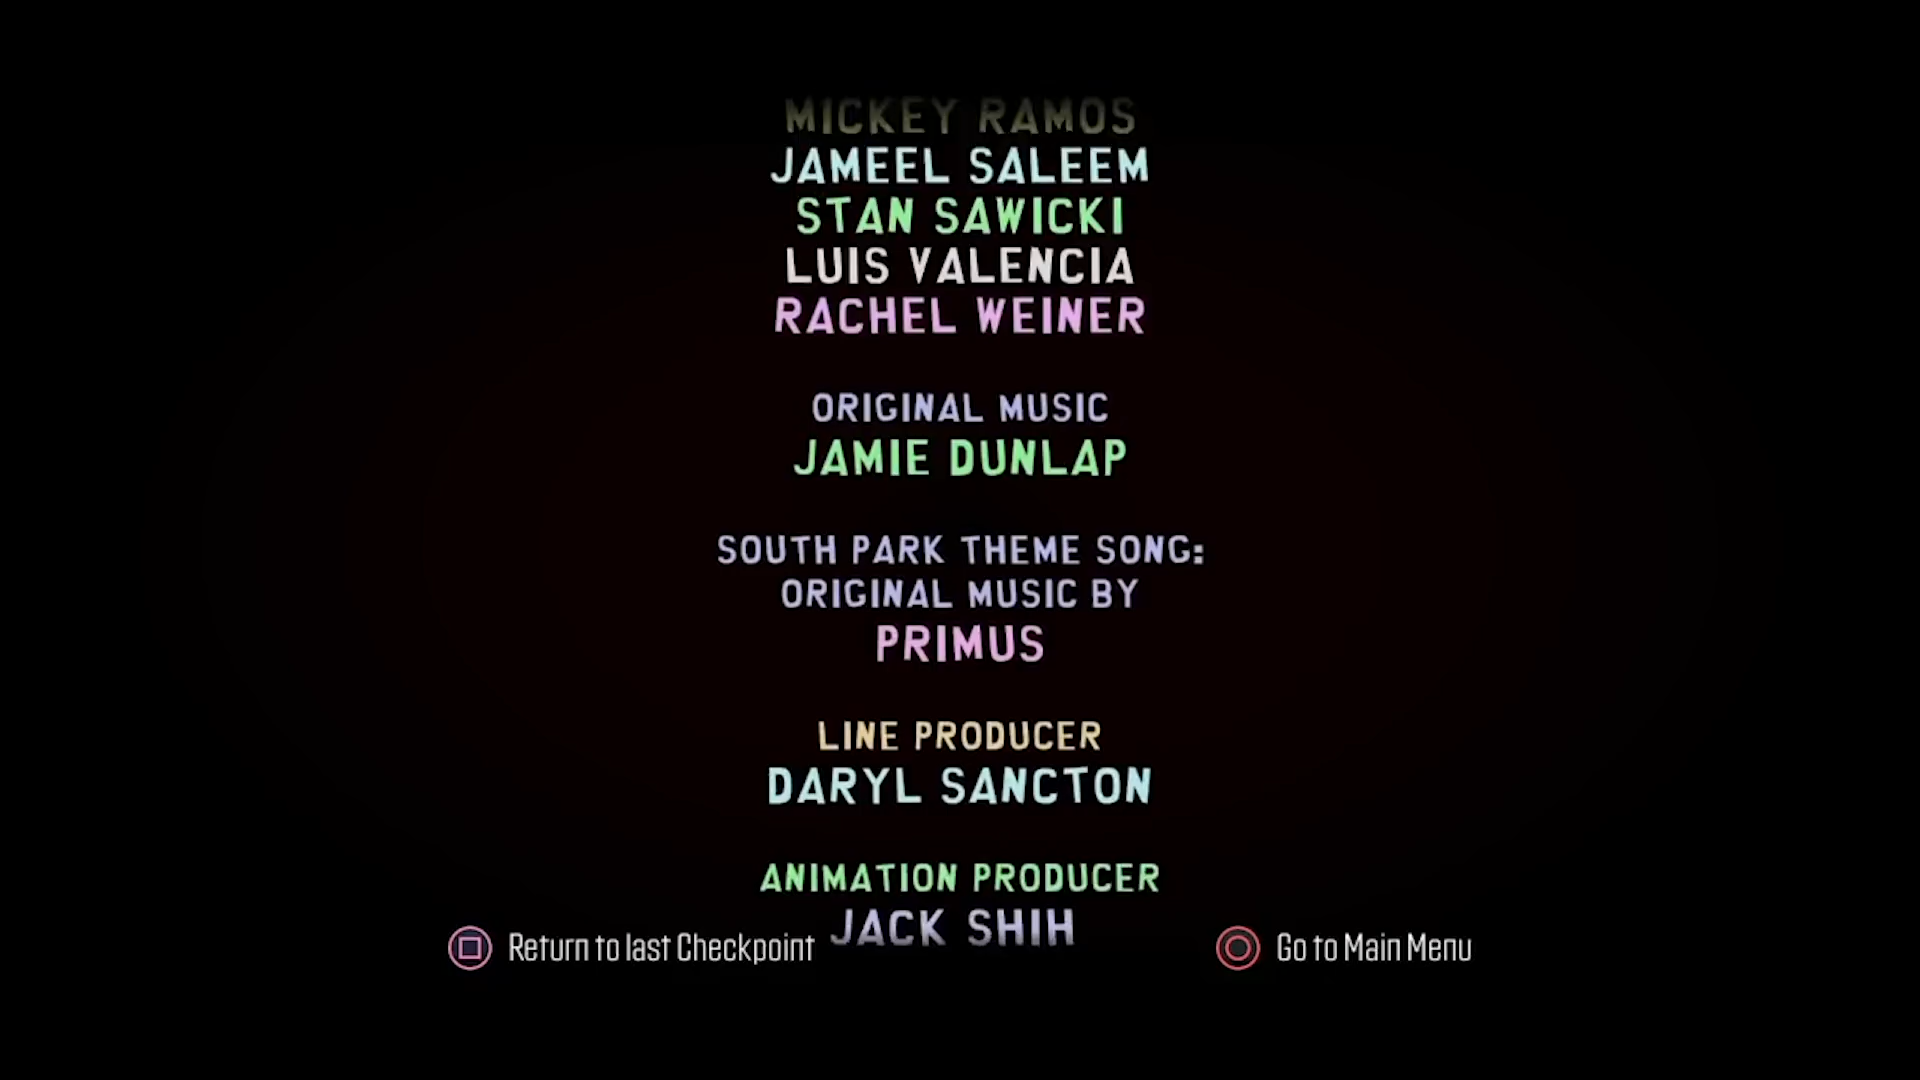 MICKEY RAMOS
JAMEEL SALEEM
STAN SAWICKI
LUIS VALENCIA
RACHEL WEINER
ORIGINAL MUSIC
JAMIE DUNLAP
SOUTH PARK THEME SONG:
ORIGINAL MUSIC BY
PRIMUS
LINE PRODUCER
DARYL SANCTON
ANIMATION PRODUCER
JACK SHIH
Return to last Checkpoint
Go to Main Menu